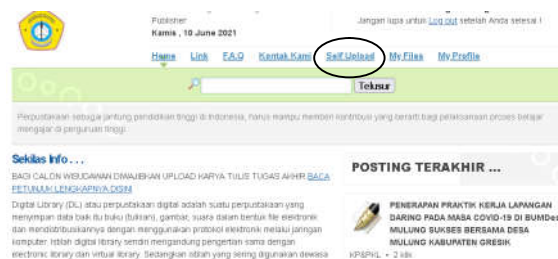 Publisher
Jangan lupa untuk Log out setelah Anda selesai !
Kamis , 10 June 2021
Home Link F.A.Q Kontak Kami Self Upload My Files My Profile
Telusur
Perpustakaan sebagai jantung pendidikan tinggi di Indonesia, harus mampu memberi kontribusi yang berarti bagi pelaksanaan proses belajar
mengajar di perguruan tinggi.
Sekilas Info . . .
BAGI CALON WISUDAWAN DIWAJIBKAN UPLOAD KARYA TULIS TUGAS AKHIR BACA
PETUNJUK LENGKAPNYA DISINI
Digital Library (DL) atau perpustakaan digital adalah suatu perpustakaan yang
menyimpan data baik itu buku (tulisan), gambar, suara dalam bentuk file elektronik
dan mendistribusikannya dengan menggunakan protokol elektronik melalui jaringan
komputer. Istilah digital library sendiri mengandung pengertian sama dengan
electronic library dan virtual library. Sedangkan istilah yang sering digunakan dewasa
POSTING TERAKHIR ...
PENERAPAN PRAKTIK KERJA LAPANGAN
DARING PADA MASA COVID-19 DI BUMDes
MULUNG SUKSES BERSAMA DESA
MULUNG KABUPATEN GRESIK
KP&PKL • 2 klik